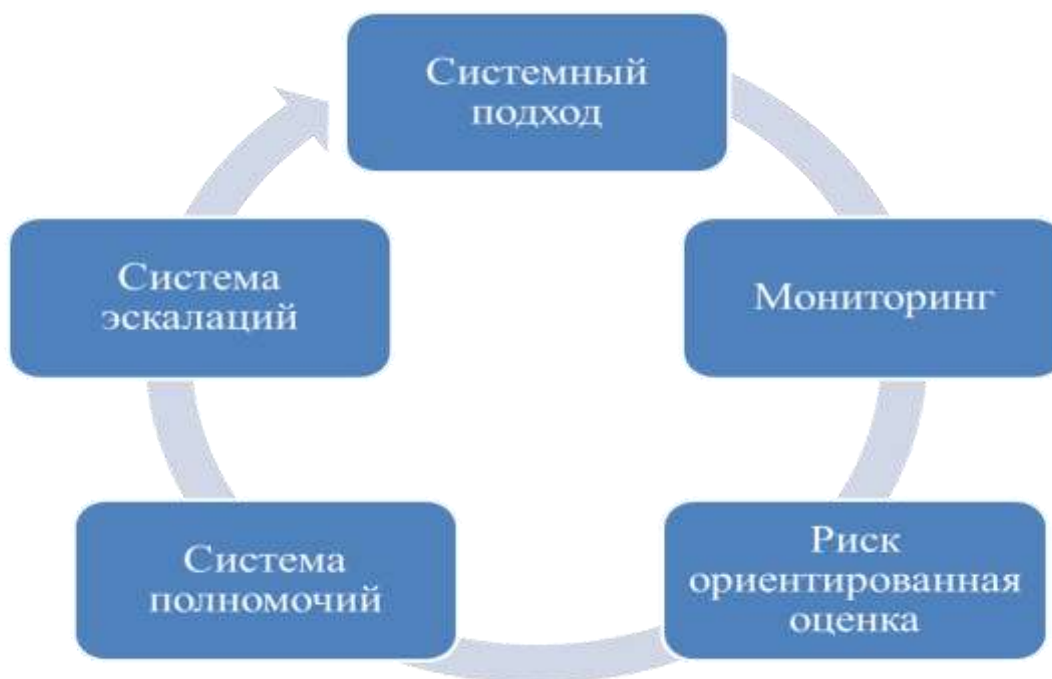 Системный
подход
Мониторинг
Риск
ориентированная
оценка
Система
полномочий
Система
эскалаций